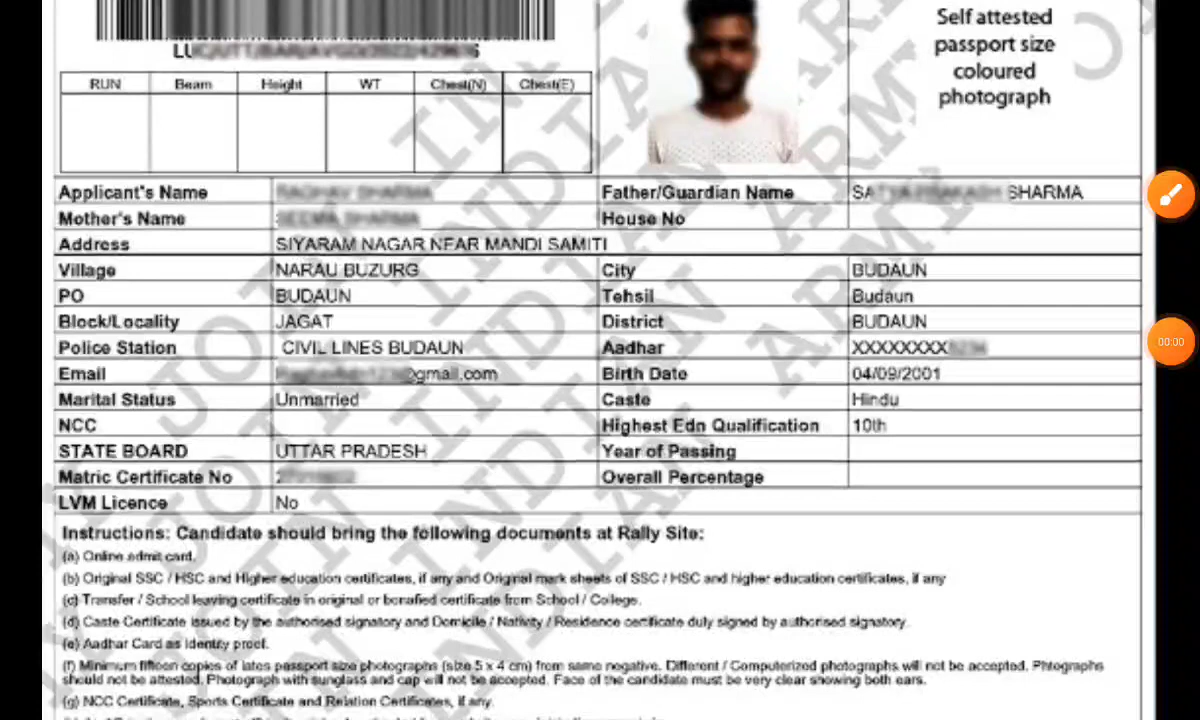 Self attested
passport size
coloured
photograph
RUN Beam Height WT Chest(N) Chest(E)
Applicant's Name Father/Guardian Name SHARMA
Mother's Name House No
Address SIYARAM NAGAR NEAR MANDI SAMITI
Village NARAU BUZURG City BUDAUN
PO BUDAUN Tehsil Budaun
Block/Locality JAGAT District BUDAUN
Police Station CIVIL LINES BUDAUN Aadhar XXXXXXXX
Email @gmail.com Birth Date 04/09/2001
Marital Status Unmarried Caste Hindu
NCC Highest Edn Qualification 10th
STATE BOARD UTTAR PRADESH Year of Passing
Matric Certificate No Overall Percentage
LVM Licence No
Instructions: Candidate should bring the following documents at Rally Site:
(a) Online admit card.
(b) Original SSC / HSC and Higher education certificates, if any and Original mark sheets of SSC / HSC and higher education certificates, if any
(c) Transfer / School leaving certificate in original or bonafied certificate from School / College.
(d) Caste Certificate issued by the authorised signatory and Domicile / Nativity / Residence certificate duly signed by authorised signatory.
(e) Aadhar Card as Identity proof.
(f) Minimum fifteen copies of lates passport size photographs (size 5 x 4 cm) from same negative. Different / Computerized photographs will not be accepted. Phtographs
should not be attested. Photograph with sunglass and cap will not be accepted. Face of the candidate must be very clear showing both ears.
(g) NCC Certificate, Sports Certificate and Relation Certificates, if any.
JOIN INDIAN ARMY
00:00